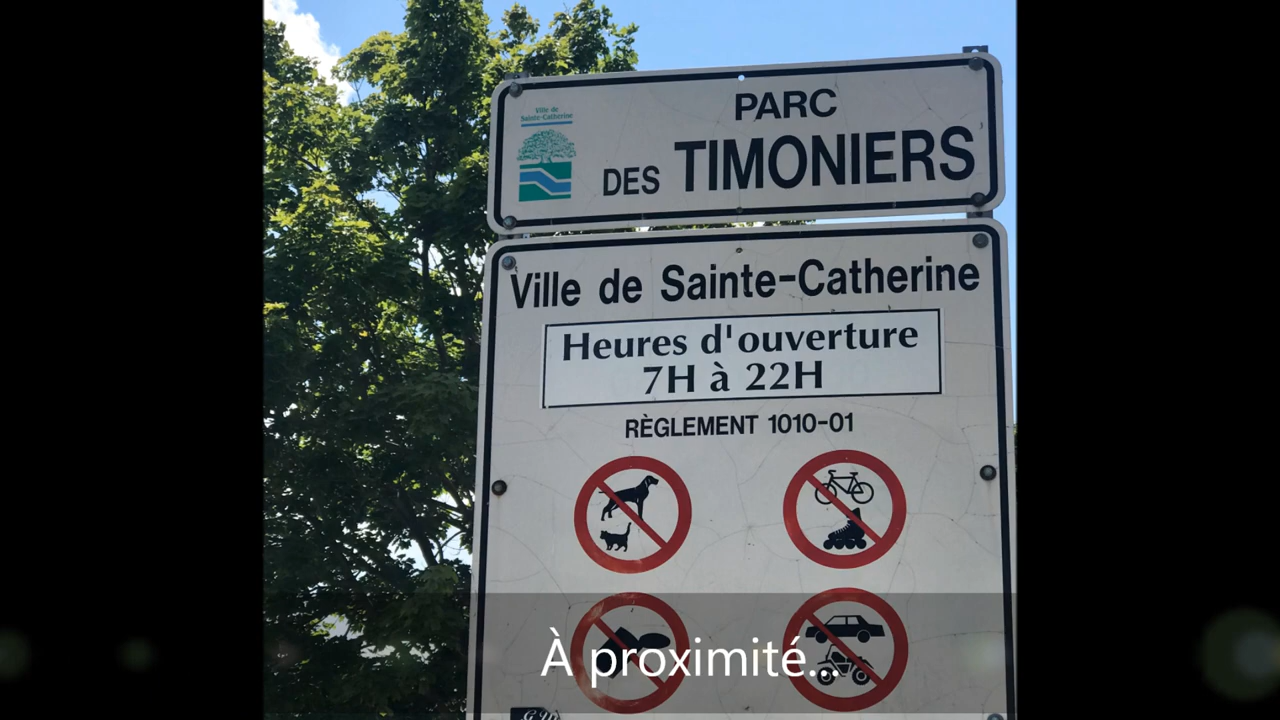 Ville de
Sainte-Catherine
PARC
DES TIMONIERS
Ville de Sainte-Catherine
Heures d'ouverture
7H à 22H
RÈGLEMENT 1010-01
À proximité...